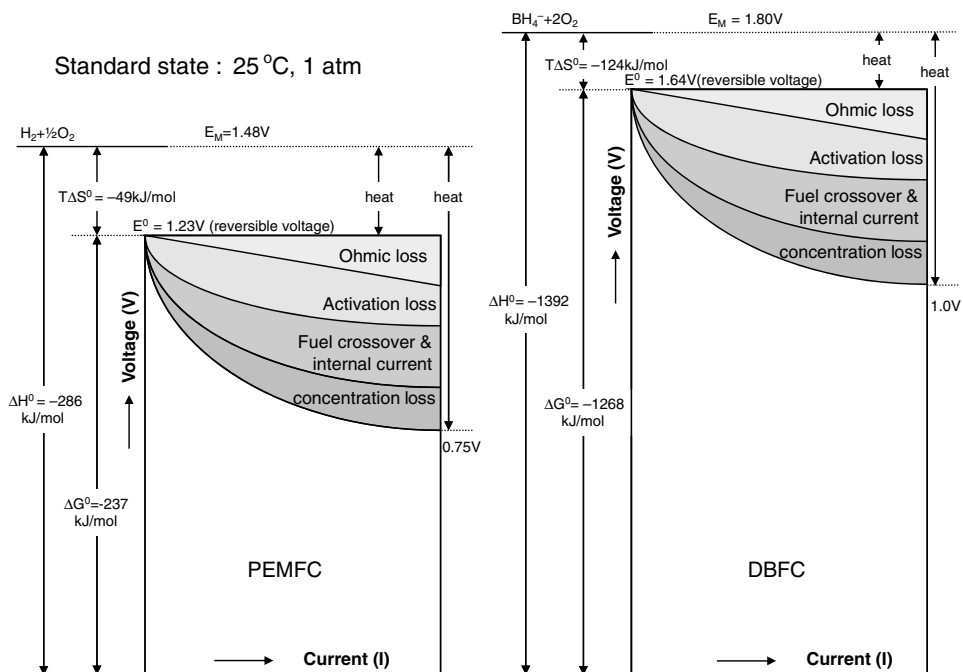 Standard state : 25 °C, 1 atm
H₂+½O₂
E_M=1.48V
TΔS⁰ = −49kJ/mol
heat
heat
E⁰ = 1.23V (reversible voltage)
Ohmic loss
Activation loss
Fuel crossover &
internal current
concentration loss
Voltage (V)
ΔH⁰ = −286
kJ/mol
0.75V
ΔG⁰=-237
kJ/mol
PEMFC
Current (I)
BH₄⁻+2O₂
E_M = 1.80V
TΔS⁰= −124kJ/mol
heat
heat
E⁰ = 1.64V(reversible voltage)
Ohmic loss
Activation loss
Fuel crossover &
internal current
concentration loss
Voltage (V)
ΔH⁰= −1392
kJ/mol
1.0V
ΔG⁰= −1268
kJ/mol
DBFC
Current (I)